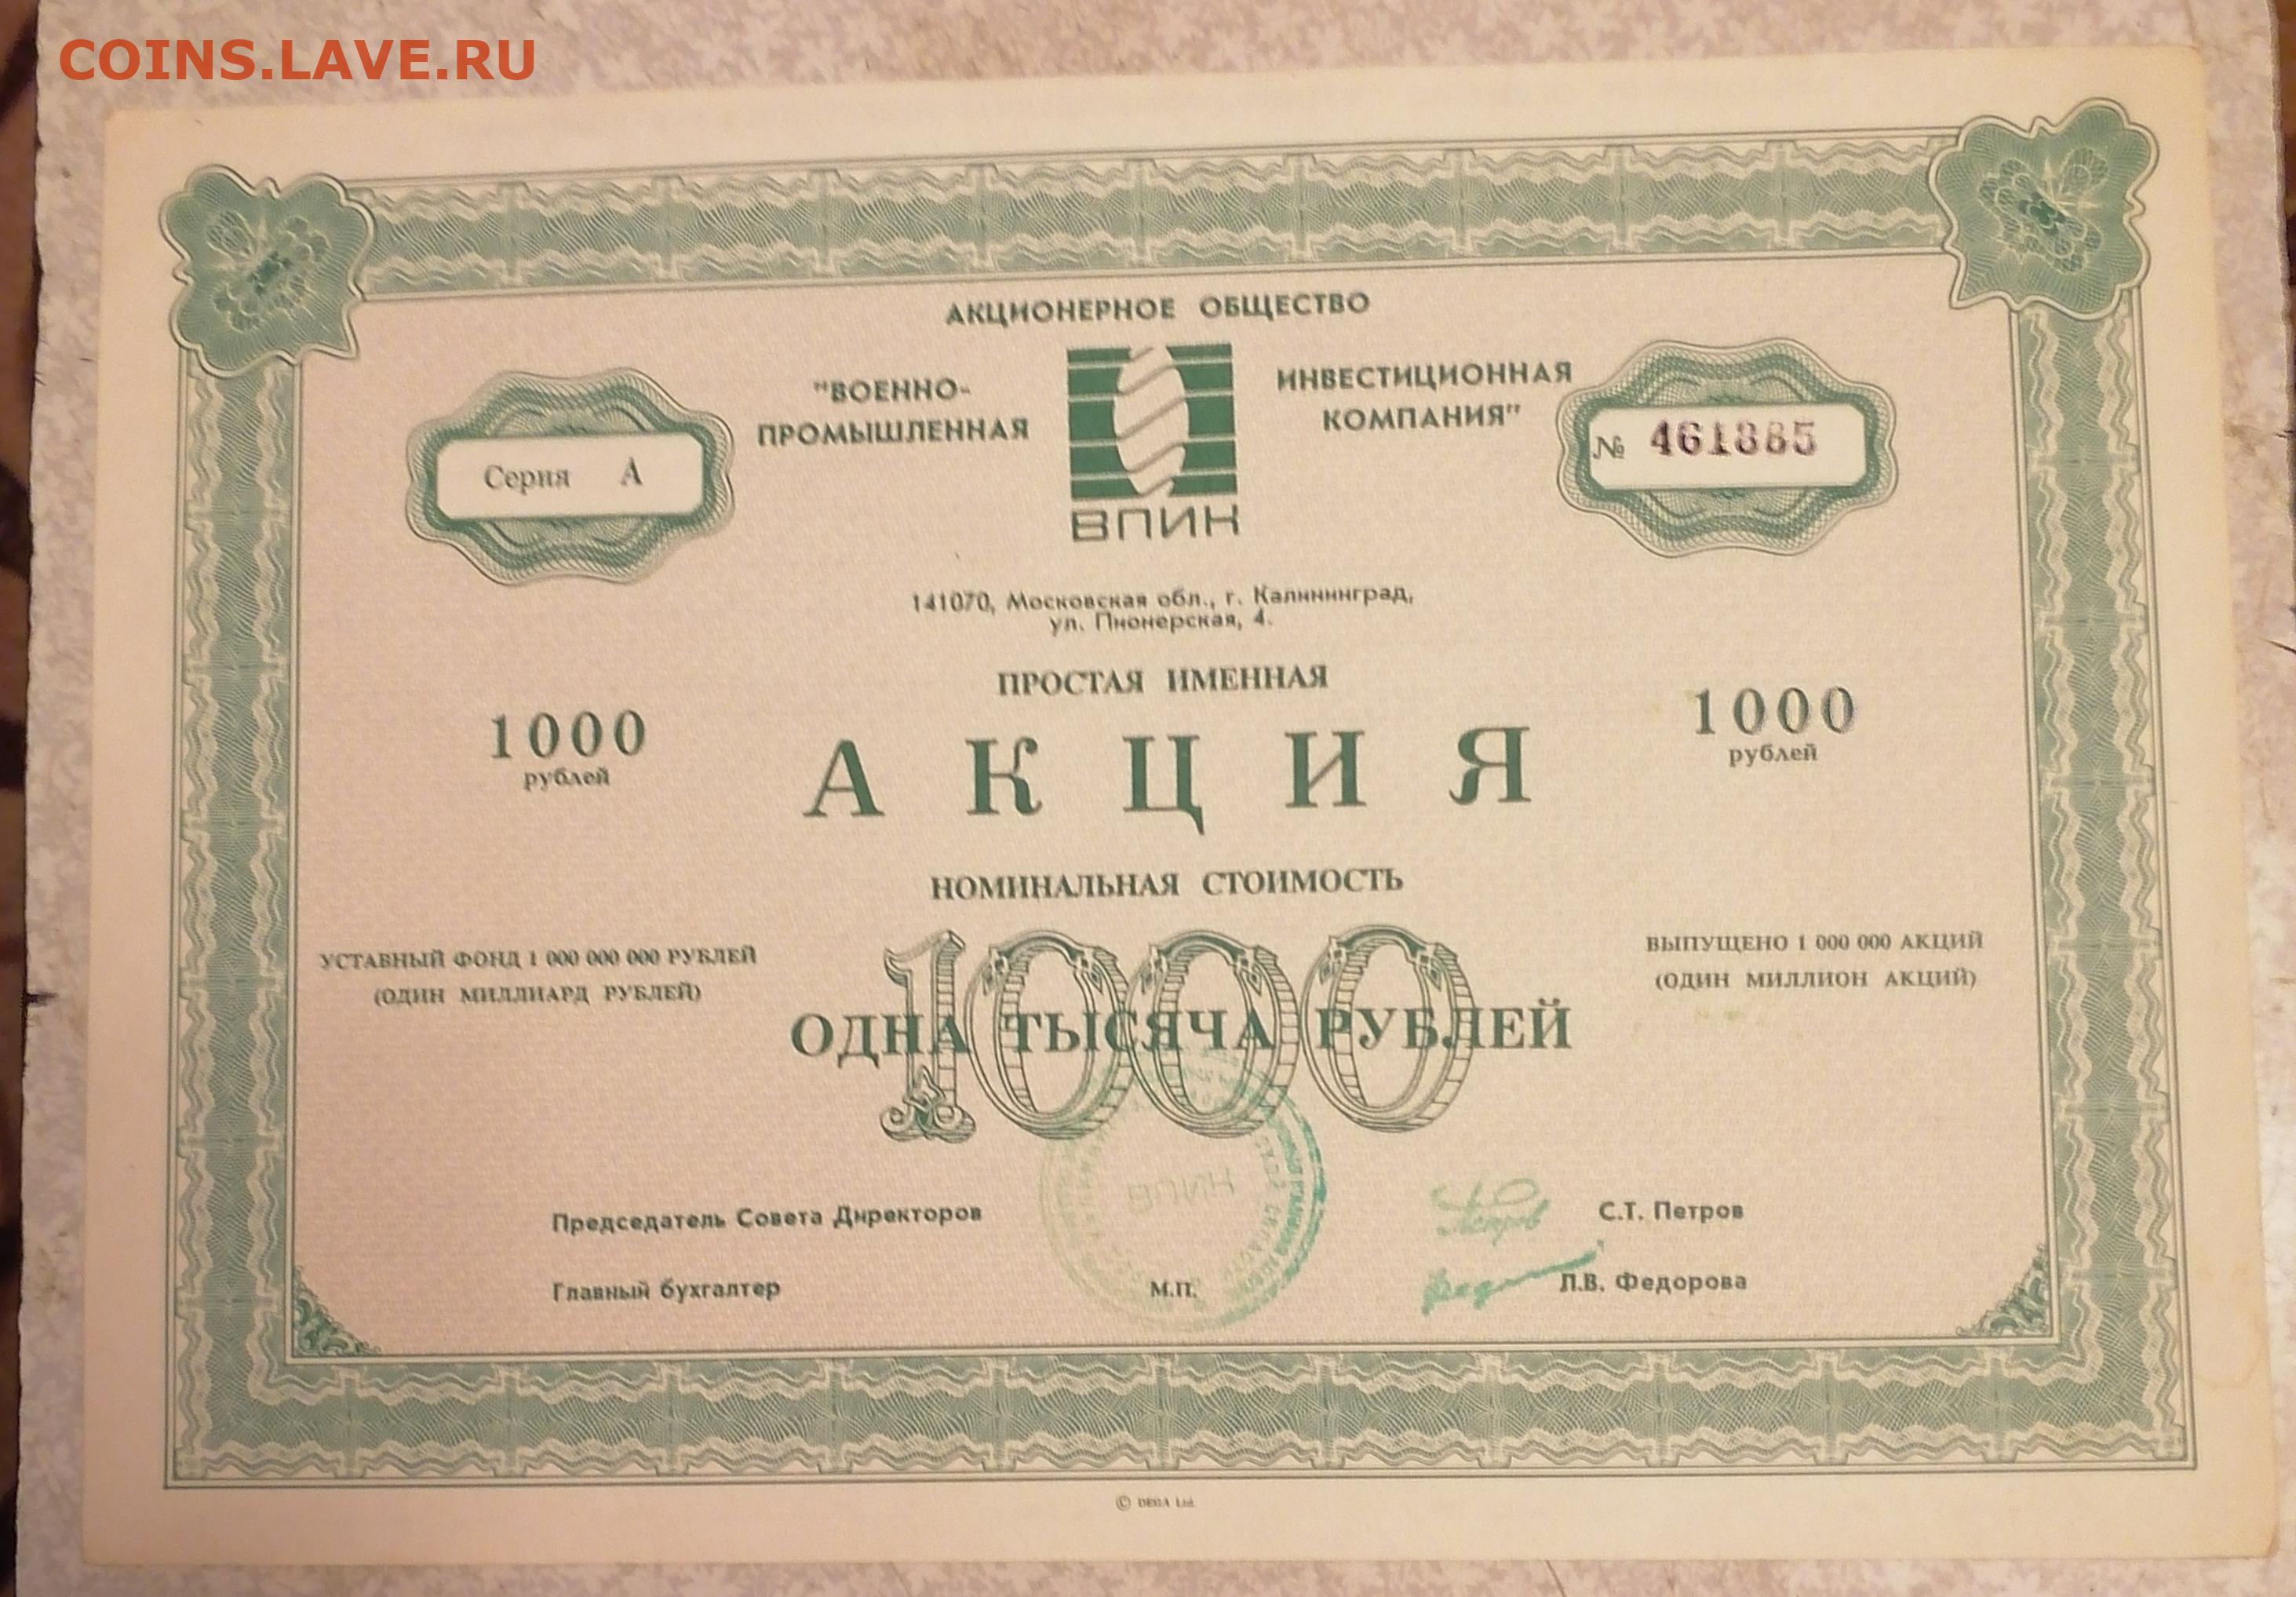 COINS.LAVE.RU
АКЦИОНЕРНОЕ ОБЩЕСТВО
"ВОЕННО-
ПРОМЫШЛЕННАЯ
ИНВЕСТИЦИОННАЯ
КОМПАНИЯ"
Серия А
№ 461885
ВПИК
141070, Московская обл., г. Калининград,
ул. Пионерская, 4.
ПРОСТАЯ ИМЕННАЯ
1000
рублей
АКЦИЯ
1000
рублей
НОМИНАЛЬНАЯ СТОИМОСТЬ
УСТАВНЫЙ ФОНД 1 000 000 000 РУБЛЕЙ
(ОДИН МИЛЛИАРД РУБЛЕЙ)
1000
ОДНА ТЫСЯЧА РУБЛЕЙ
ВЫПУЩЕНО 1 000 000 АКЦИЙ
(ОДИН МИЛЛИОН АКЦИЙ)
ВПИК
Председатель Совета Директоров
Петров
С.Т. Петров
Главный бухгалтер
М.П.
Л.В. Федорова
© DEGA Ltd.